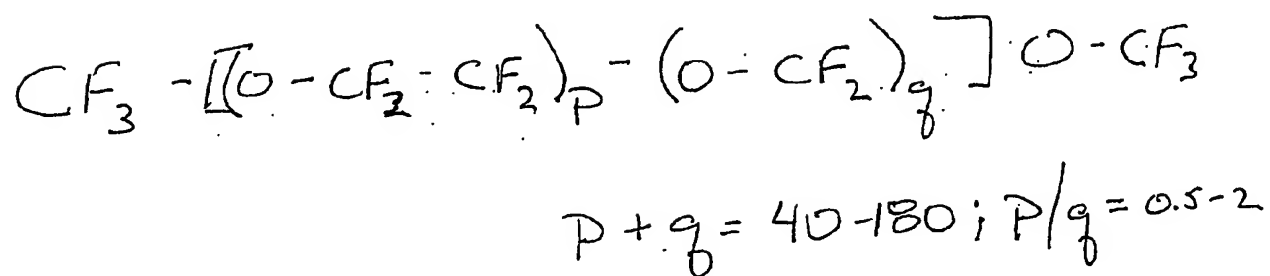 CF₃ -[(O-CF₂-CF₂)ₚ-(O-CF₂)q] O-CF₃
p+q = 40-180; p/q = 0.5-2